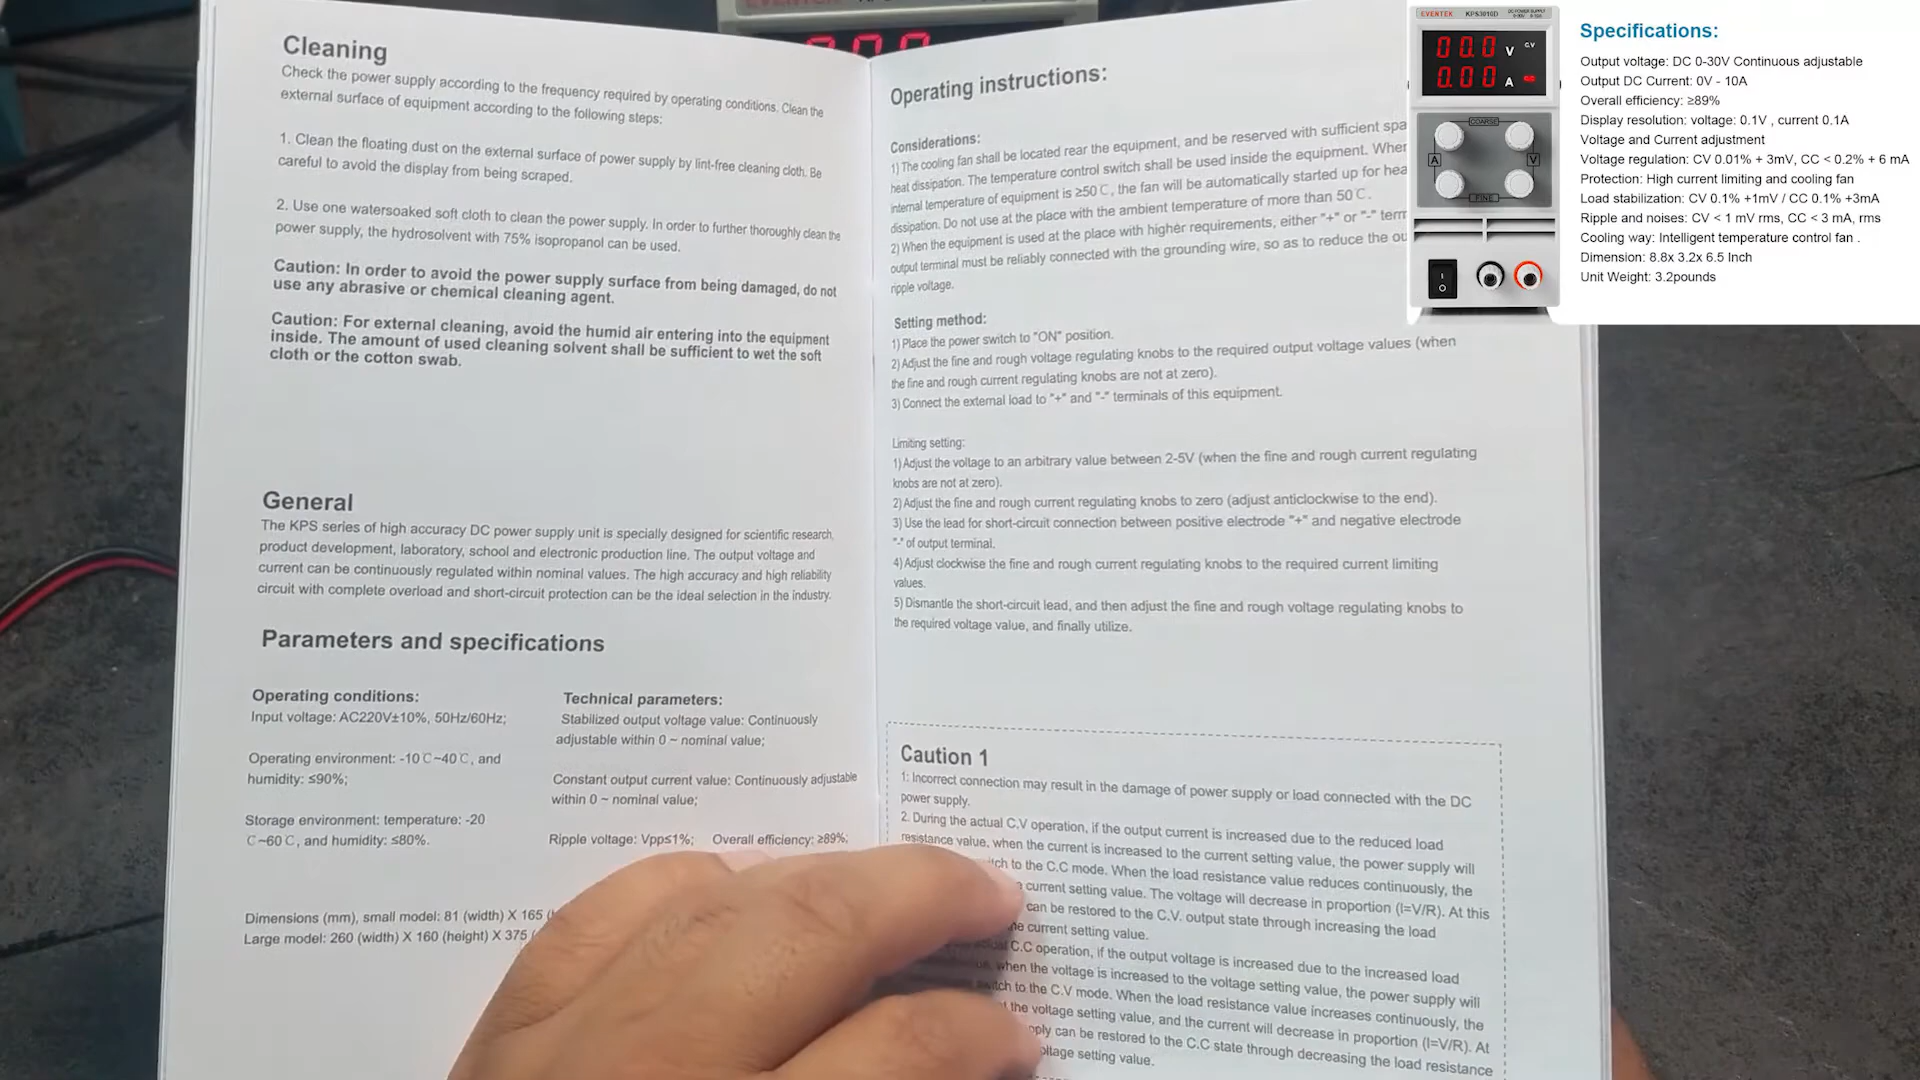 Cleaning
Check the power supply according to the frequency required by operating conditions. Clean the
external surface of equipment according to the following steps:
1. Clean the floating dust on the external surface of power supply by lint-free cleaning cloth. Be
careful to avoid the display from being scraped.
2. Use one watersoaked soft cloth to clean the power supply. In order to further thoroughly clean the
power supply, the hydrosolvent with 75% isopropanol can be used.
Caution: In order to avoid the power supply surface from being damaged, do not
use any abrasive or chemical cleaning agent.
Caution: For external cleaning, avoid the humid air entering into the equipment
inside. The amount of used cleaning solvent shall be sufficient to wet the soft
cloth or the cotton swab.
General
The KPS series of high accuracy DC power supply unit is specially designed for scientific research,
product development, laboratory, school and electronic production line. The output voltage and
current can be continuously regulated within nominal values. The high accuracy and high reliability
circuit with complete overload and short-circuit protection can be the ideal selection in the industry.
Parameters and specifications
Operating conditions:
Input voltage: AC220V±10%, 50Hz/60Hz;
Operating environment: -10℃~40℃, and
humidity: ≤90%;
Storage environment: temperature: -20
℃~60℃, and humidity: ≤80%.
Technical parameters:
Stabilized output voltage value: Continuously
adjustable within 0 ~ nominal value;
Constant output current value: Continuously adjustable
within 0 ~ nominal value;
Ripple voltage: Vpp≤1%; Overall efficiency: ≥89%;
Dimensions (mm), small model: 81 (width) X 165
Large model: 260 (width) X 160 (height) X 375
Operating instructions:
Considerations:
1) The cooling fan shall be located rear the equipment, and be reserved with sufficient
heat dissipation. The temperature control switch shall be used inside the equipment. When
internal temperature of equipment is ≥50℃, the fan will be automatically started up for
dissipation. Do not use at the place with the ambient temperature of more than 50℃.
2) When the equipment is used at the place with higher requirements, either "+" or "-"
output terminal must be reliably connected with the grounding wire, so as to reduce the
ripple voltage.
Setting method:
1) Place the power switch to "ON" position.
2) Adjust the fine and rough voltage regulating knobs to the required output voltage values (when
the fine and rough current regulating knobs are not at zero).
3) Connect the external load to "+" and "-" terminals of this equipment.
Limiting setting:
1) Adjust the voltage to an arbitrary value between 2-5V (when the fine and rough current regulating
knobs are not at zero).
2) Adjust the fine and rough current regulating knobs to zero (adjust anticlockwise to the end).
3) Use the lead for short-circuit connection between positive electrode "+" and negative electrode
"-" of output terminal.
4) Adjust clockwise the fine and rough current regulating knobs to the required current limiting
values.
5) Dismantle the short-circuit lead, and then adjust the fine and rough voltage regulating knobs to
the required voltage value, and finally utilize.
Caution 1
1: Incorrect connection may result in the damage of power supply or load connected with the DC
power supply.
2. During the actual C.V operation, if the output current is increased due to the reduced load
resistance value, when the current is increased to the current setting value, the power supply will
to the C.C mode. When the load resistance value reduces continuously, the
current setting value. The voltage will decrease in proportion (I=V/R). At this
can be restored to the C.V. output state through increasing the load
current setting value.
C.C operation, if the output voltage is increased due to the increased load
when the voltage is increased to the voltage setting value, the power supply will
switch to the C.V mode. When the load resistance value increases continuously, the
the voltage setting value, and the current will decrease in proportion (I=V/R). At
can be restored to the C.C state through decreasing the load resistance
setting value.
EVENTEK KPS3010D DC POWER SUPPLY
00.0 V C.V
0.00 A
COARSE
A V
FINE
Specifications:
Output voltage: DC 0-30V Continuous adjustable
Output DC Current: 0V - 10A
Overall efficiency: ≥89%
Display resolution: voltage: 0.1V , current 0.1A
Voltage and Current adjustment
Voltage regulation: CV 0.01% + 3mV, CC < 0.2% + 6 mA
Protection: High current limiting and cooling fan
Load stabilization: CV 0.1% +1mV / CC 0.1% +3mA
Ripple and noises: CV < 1 mV rms, CC < 3 mA, rms
Cooling way: Intelligent temperature control fan .
Dimension: 8.8x 3.2x 6.5 Inch
Unit Weight: 3.2pounds